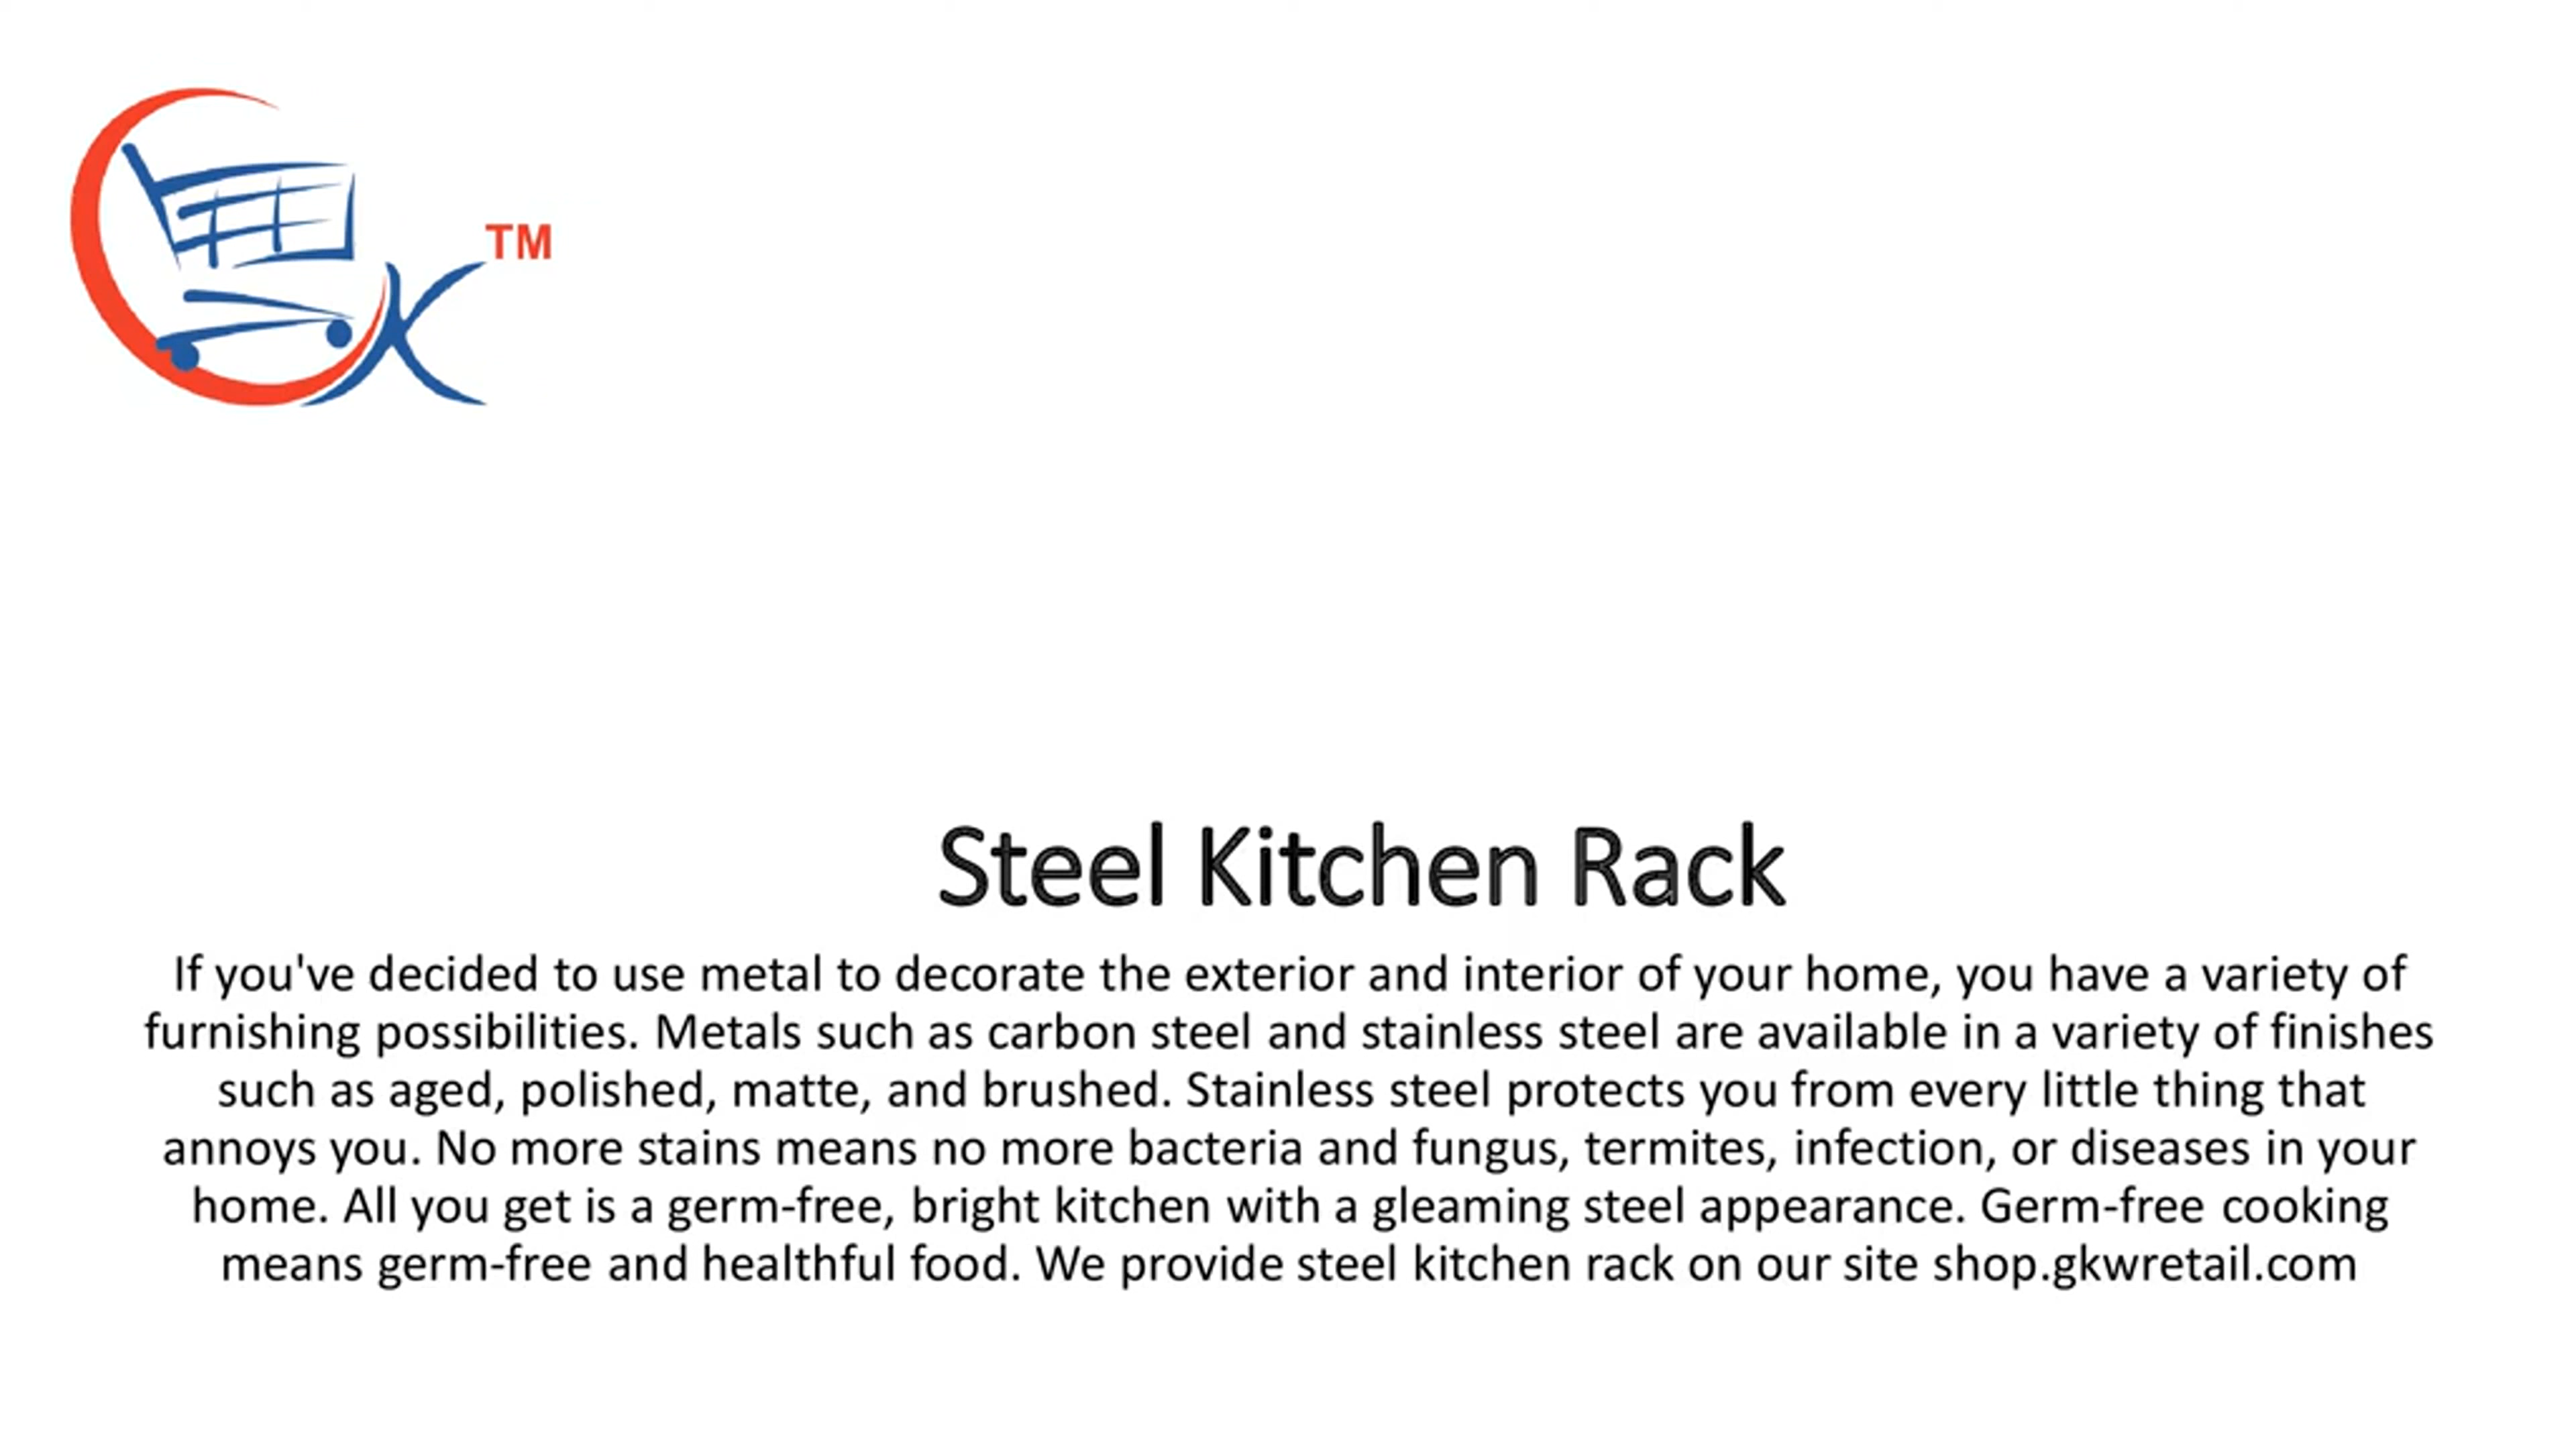 TM
Steel Kitchen Rack
If you've decided to use metal to decorate the exterior and interior of your home, you have a variety of
furnishing possibilities. Metals such as carbon steel and stainless steel are available in a variety of finishes
such as aged, polished, matte, and brushed. Stainless steel protects you from every little thing that
annoys you. No more stains means no more bacteria and fungus, termites, infection, or diseases in your
home. All you get is a germ-free, bright kitchen with a gleaming steel appearance. Germ-free cooking
means germ-free and healthful food. We provide steel kitchen rack on our site shop.gkwretail.com